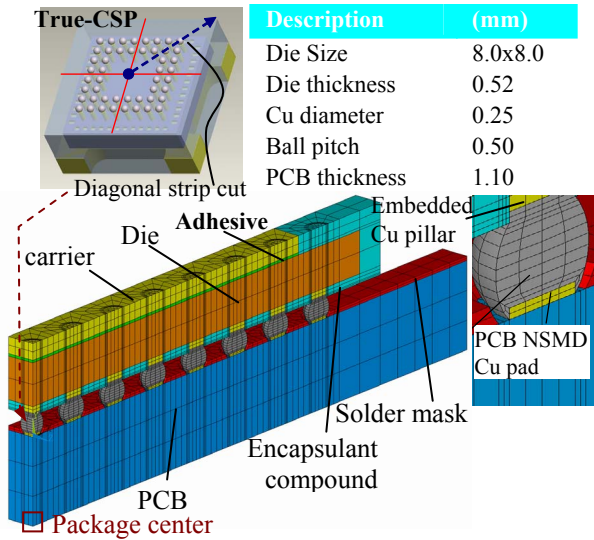 True-CSP
Description (mm)
Die Size 8.0x8.0
Die thickness 0.52
Cu diameter 0.25
Ball pitch 0.50
PCB thickness 1.10
Diagonal strip cut
Embedded
Cu pillar
Adhesive
Die
carrier
PCB NSMD
Cu pad
Solder mask
Encapsulant
compound
PCB
Package center